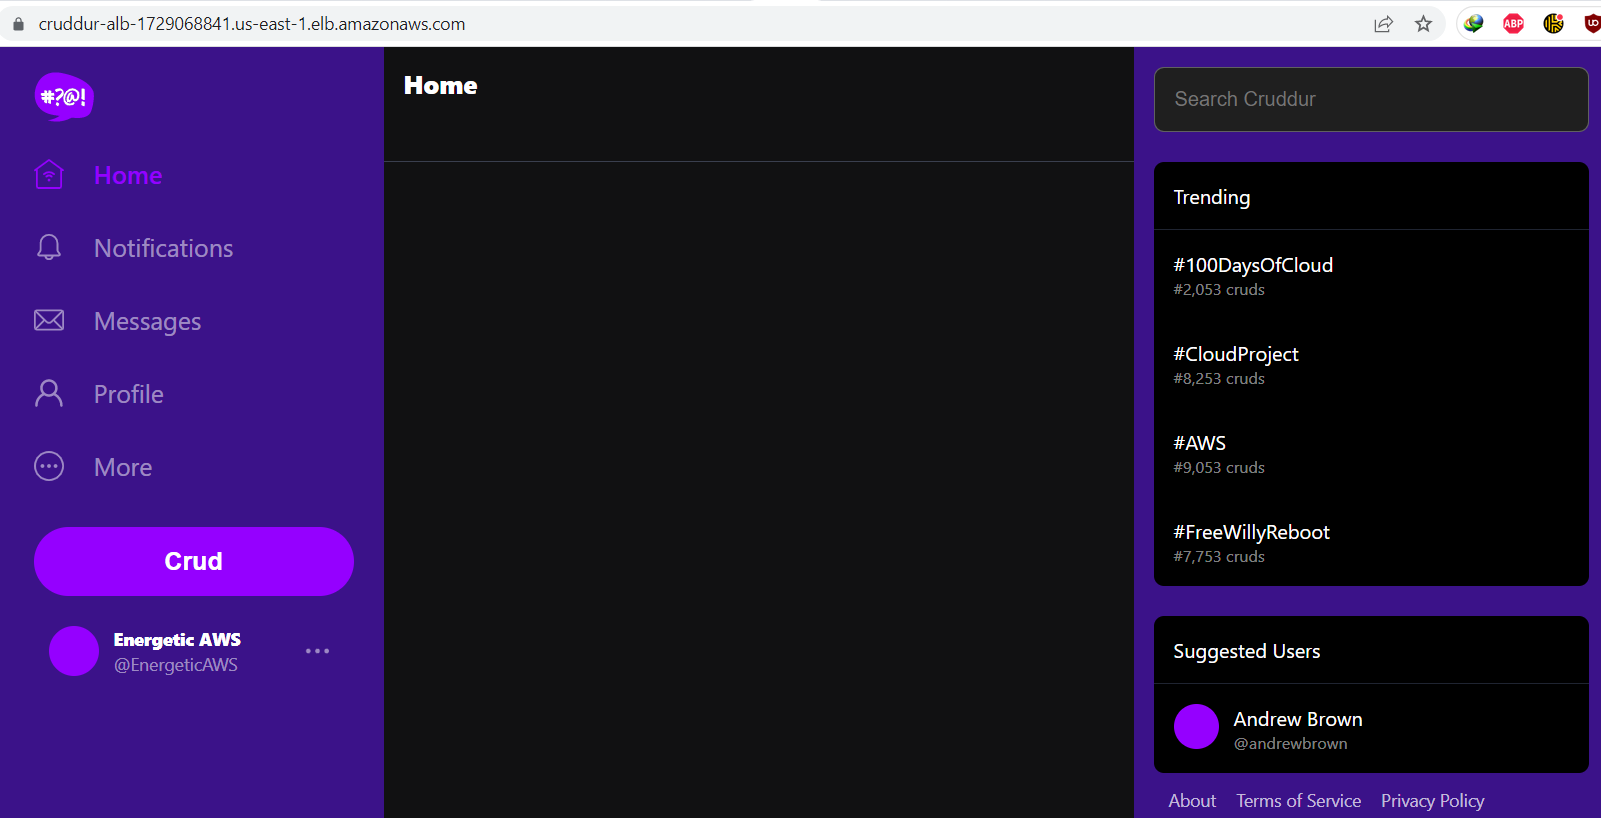 cruddur-alb-1729068841.us-east-1.elb.amazonaws.com
ABP
UO
#?@!
Home
Notifications
Messages
Profile
More
Crud
Energetic AWS
@EnergeticAWS
Home
Search Cruddur
Trending
#100DaysOfCloud
#2,053 cruds
#CloudProject
#8,253 cruds
#AWS
#9,053 cruds
#FreeWillyReboot
#7,753 cruds
Suggested Users
Andrew Brown
@andrewbrown
About Terms of Service Privacy Policy